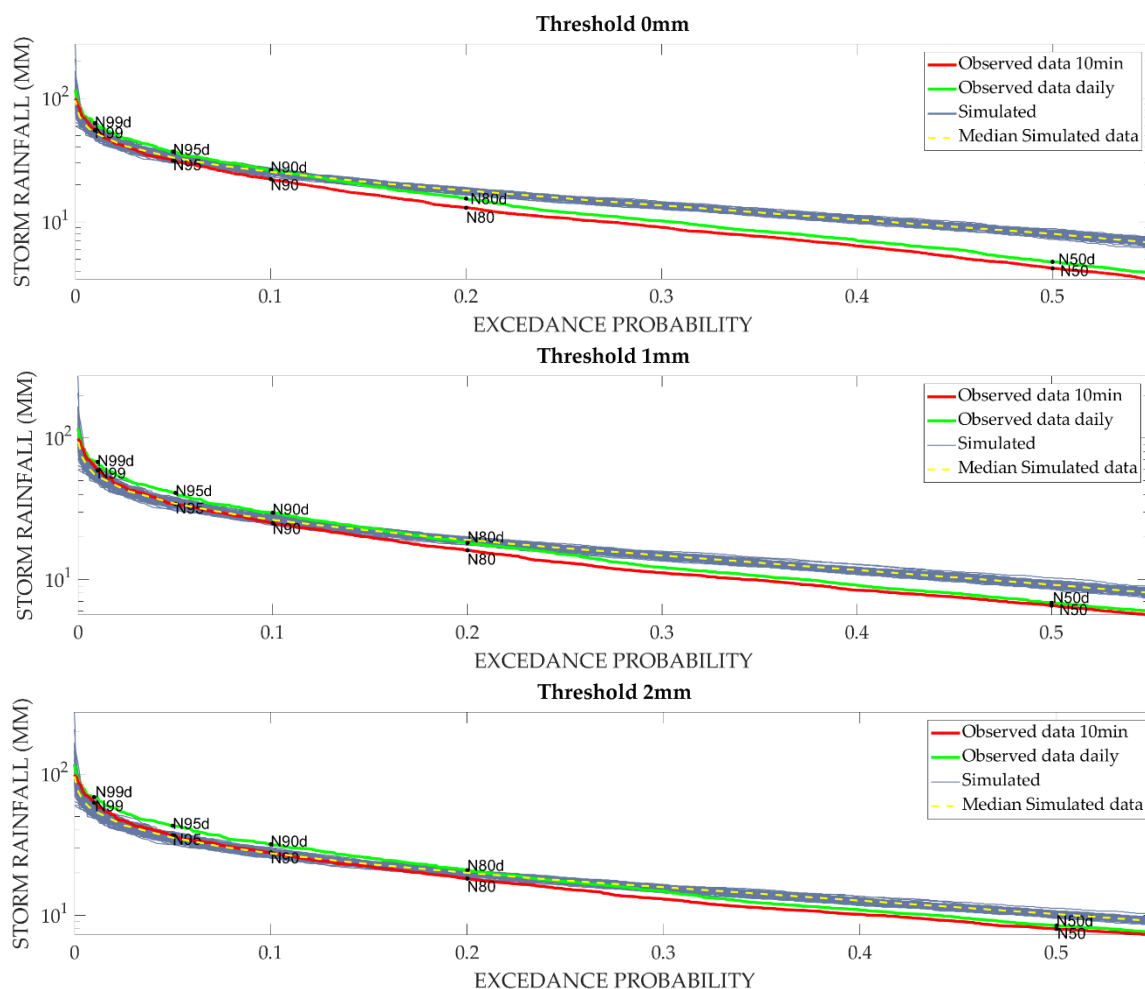 Threshold 0mm
STORM RAINFALL (MM)
10^2
10^1
Observed data 10min
Observed data daily
Simulated
Median Simulated data
N99d
N99
N95d
N95
N90d
N90
N80d
N80
N50d
N50
0 0.1 0.2 0.3 0.4 0.5
EXCEDANCE PROBABILITY
Threshold 1mm
STORM RAINFALL (MM)
10^2
10^1
Observed data 10min
Observed data daily
Simulated
Median Simulated data
N99d
N99
N95d
N95
N90d
N90
N80d
N80
N50d
N50
0 0.1 0.2 0.3 0.4 0.5
EXCEDANCE PROBABILITY
Threshold 2mm
STORM RAINFALL (MM)
10^2
10^1
Observed data 10min
Observed data daily
Simulated
Median Simulated data
N99d
N99
N95d
N95
N90d
N90
N80d
N80
N50d
N50
0 0.1 0.2 0.3 0.4 0.5
EXCEDANCE PROBABILITY